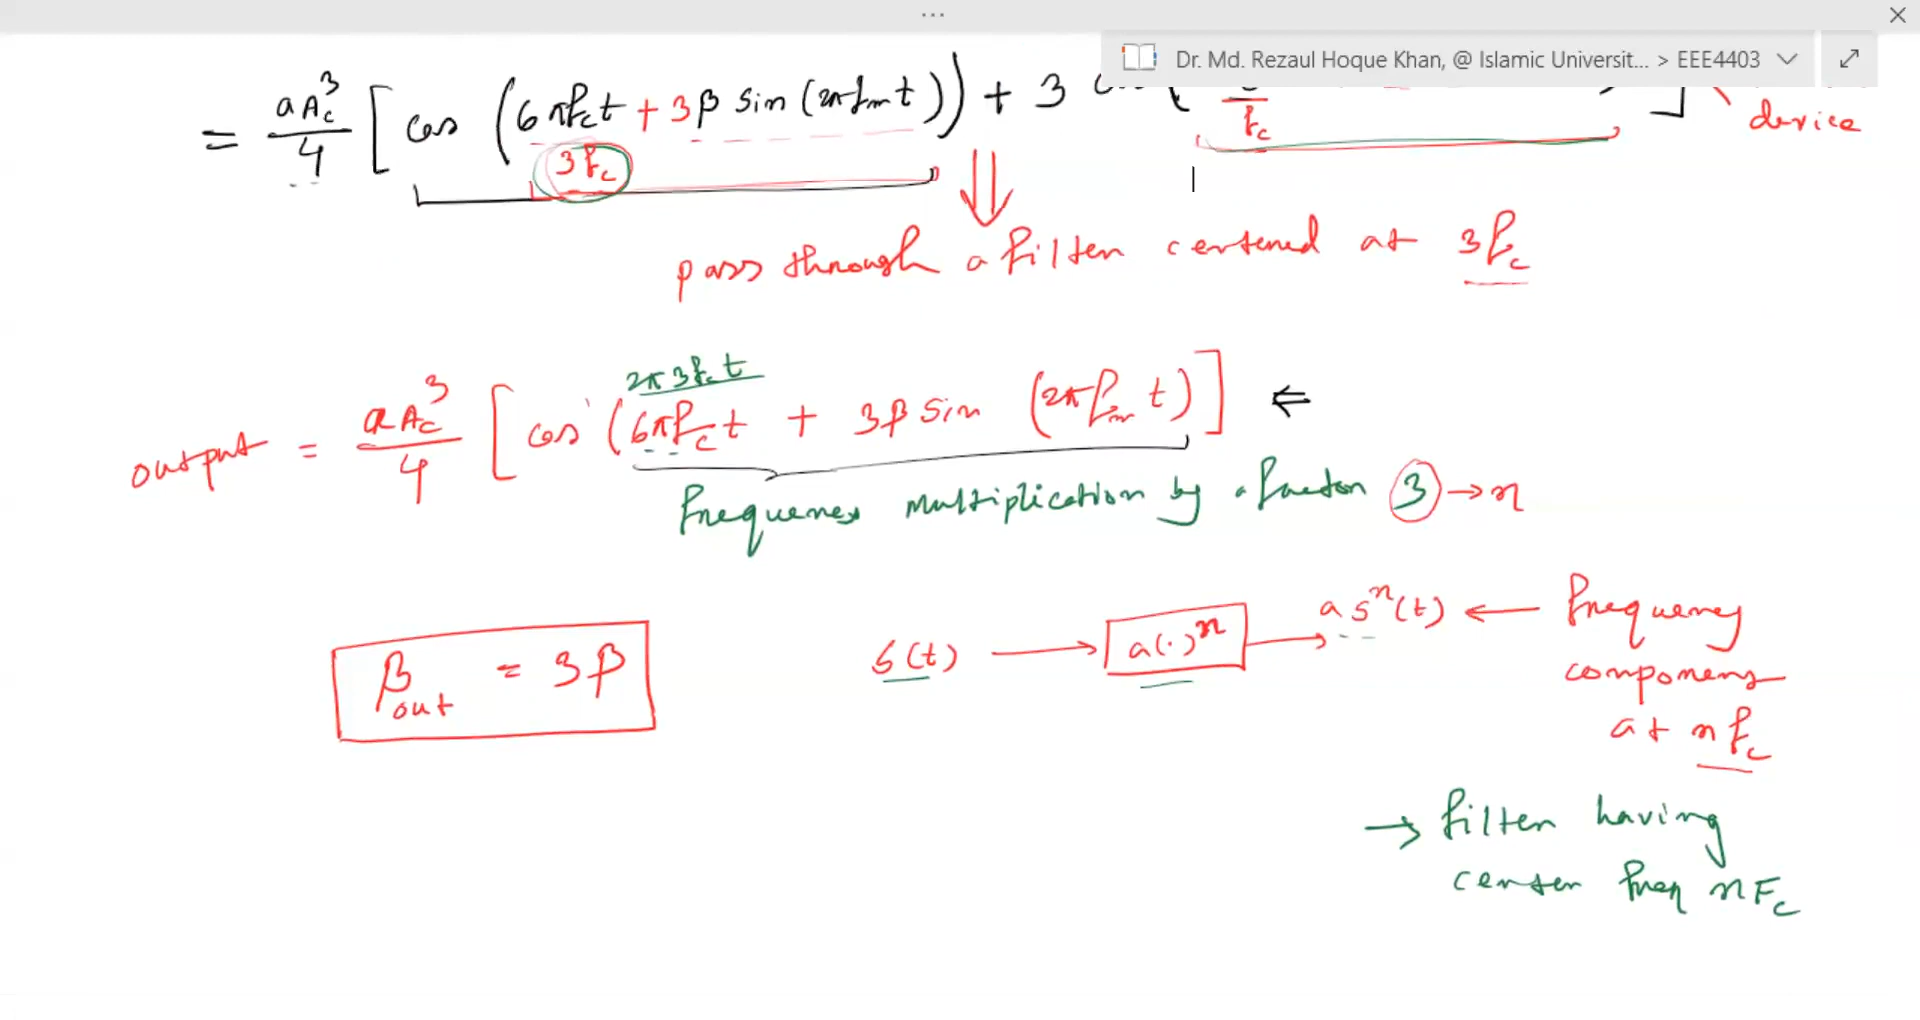 Dr. Md. Rezaul Hoque Khan, @ Islamic Universit... > EEE4403
= aAc³/4 [cos (6πfct + 3β sin (2πfmt)) + 3
device
3fc
fc
pass through a filter centered at 3fc
2π3fct
output = aAc³/4 [cos (6πfct + 3β sin (2πfmt)] ⇐
frequency multiplication by a factor 3 → n
βout = 3β
s(t) → a(·)ⁿ → a sⁿ(t) ← frequency
component
at nfc
→ filter having
center freq nFc